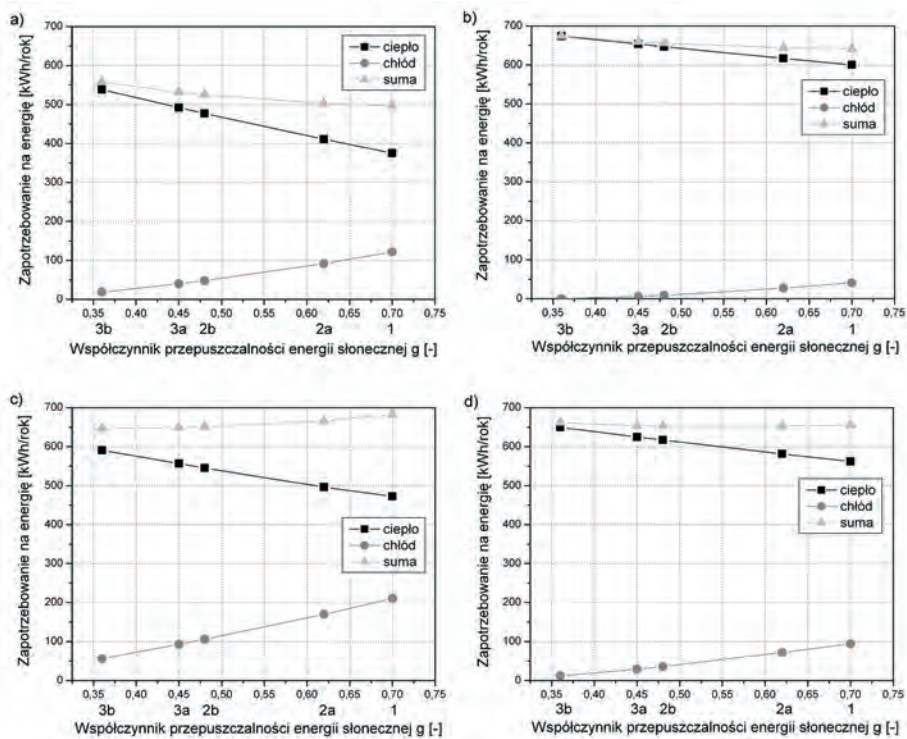 a)
Zapotrzebowanie na energię [kWh/rok]
700
600
500
400
300
200
100
0
ciepło
chłód
suma
0,35 0,40 0,45 0,50 0,55 0,60 0,65 0,70 0,75
3b 3a 2b 2a 1
Współczynnik przepuszczalności energii słonecznej g [-]
b)
Zapotrzebowanie na energię [kWh/rok]
700
600
500
400
300
200
100
0
ciepło
chłód
suma
0,35 0,40 0,45 0,50 0,55 0,60 0,65 0,70 0,75
3b 3a 2b 2a 1
Współczynnik przepuszczalności energii słonecznej g [-]
c)
Zapotrzebowanie na energię [kWh/rok]
700
600
500
400
300
200
100
0
ciepło
chłód
suma
0,35 0,40 0,45 0,50 0,55 0,60 0,65 0,70 0,75
3b 3a 2b 2a 1
Współczynnik przepuszczalności energii słonecznej g [-]
d)
Zapotrzebowanie na energię [kWh/rok]
700
600
500
400
300
200
100
0
ciepło
chłód
suma
0,35 0,40 0,45 0,50 0,55 0,60 0,65 0,70 0,75
3b 3a 2b 2a 1
Współczynnik przepuszczalności energii słonecznej g [-]